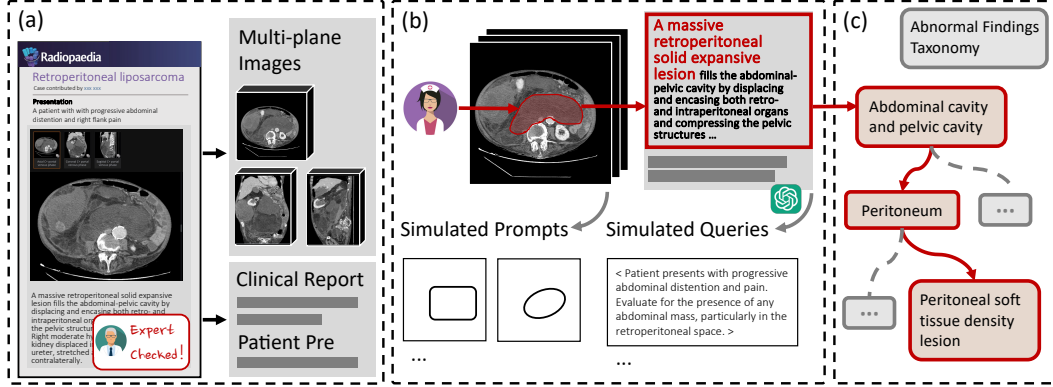 (a)
Radiopaedia
Retroperitoneal liposarcoma
Case contributed by xxx xxx
Presentation
A patient with with progressive abdominal
distention and right flank pain
A massive retroperitoneal solid expansive
lesion fills the abdominal-pelvic cavity by
displacing and encasing both retro- and
intraperitoneal or
the pelvic structur
Right moderate h
kidney displaced i
ureter, stretched a
contralaterally.
Expert
Checked!
Multi-plane
Images
Clinical Report
Patient Pre
(b)
A massive
retroperitoneal
solid expansive
lesion fills the abdominal-
pelvic cavity by displacing
and encasing both retro-
and intraperitoneal organs
and compressing the pelvic
structures ...
Simulated Prompts
...
Simulated Queries
< Patient presents with progressive
abdominal distention and pain.
Evaluate for the presence of any
abdominal mass, particularly in the
retroperitoneal space. >
...
(c)
Abnormal Findings
Taxonomy
Abdominal cavity
and pelvic cavity
Peritoneum
...
...
Peritoneal soft
tissue density
lesion